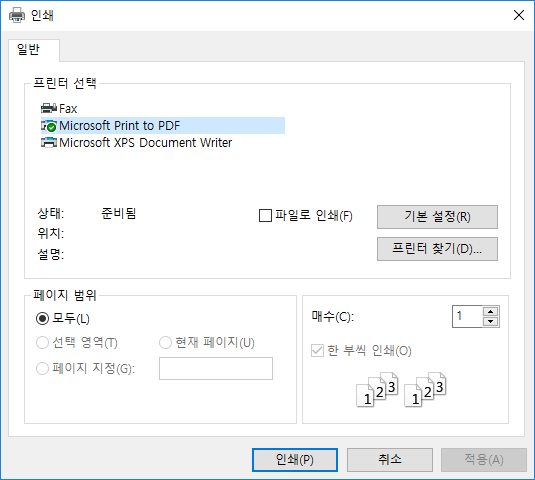 인쇄
일반
프린터 선택
Fax
Microsoft Print to PDF
Microsoft XPS Document Writer
상태: 준비됨
위치:
설명:
파일로 인쇄(F)
기본 설정(R)
프린터 찾기(D)...
페이지 범위
모두(L)
선택 영역(T) 현재 페이지(U)
페이지 지정(G):
매수(C): 1
한 부씩 인쇄(O)
1 2 3 1 2 3
인쇄(P) 취소 적용(A)